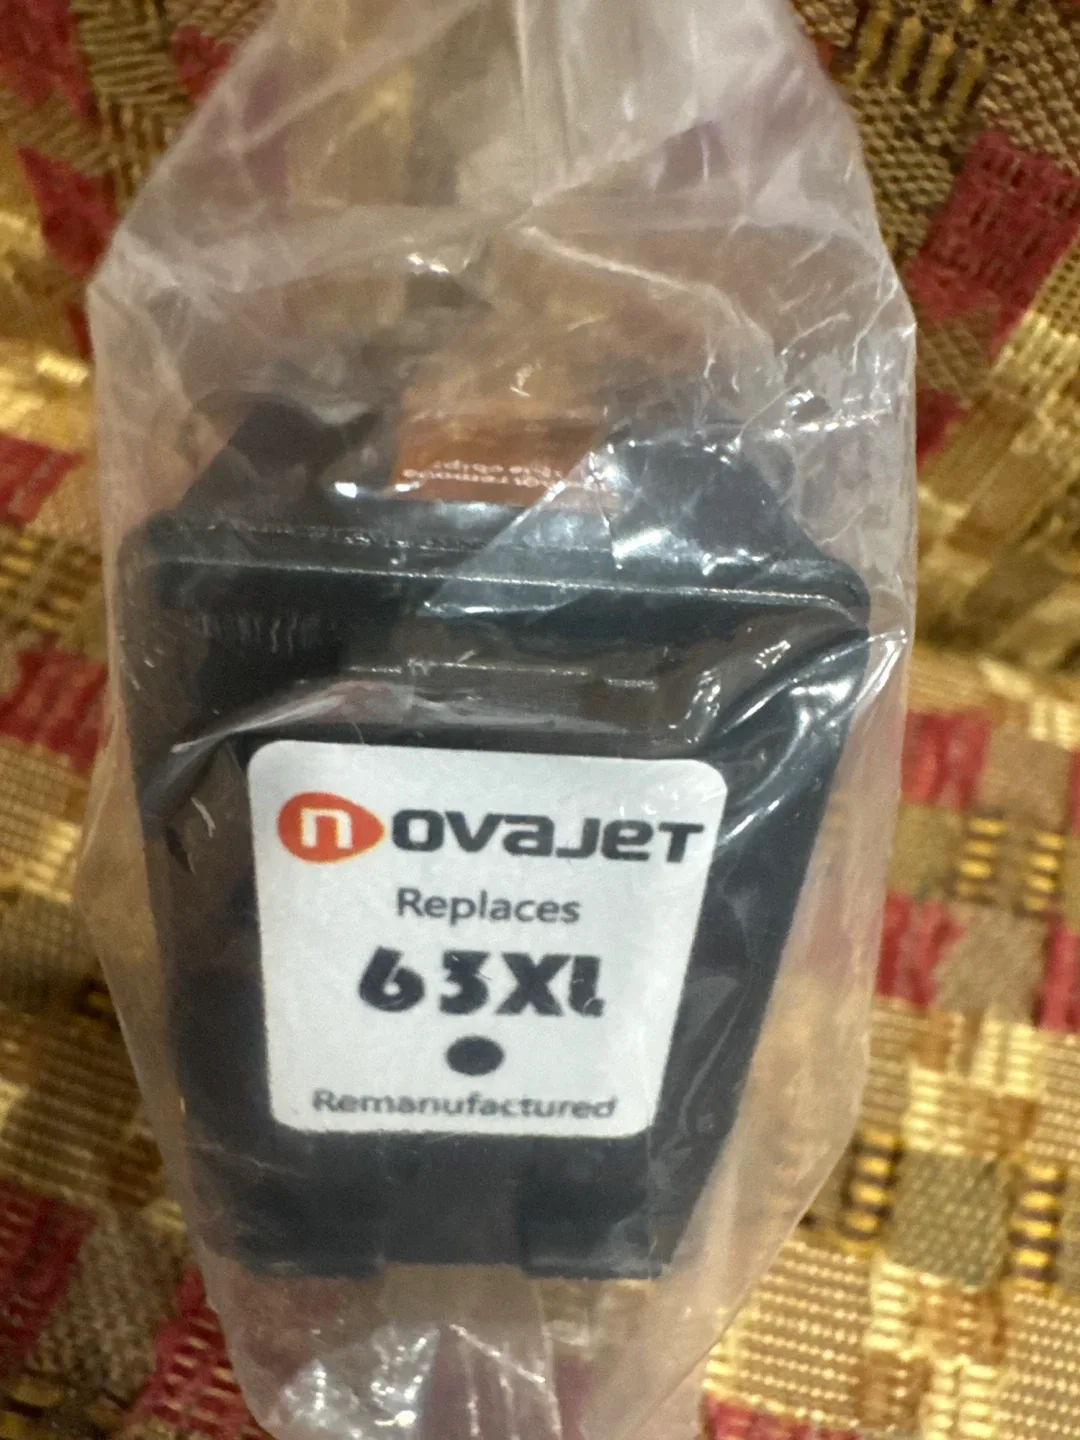 novajet
Replaces
63XL
Remanufactured